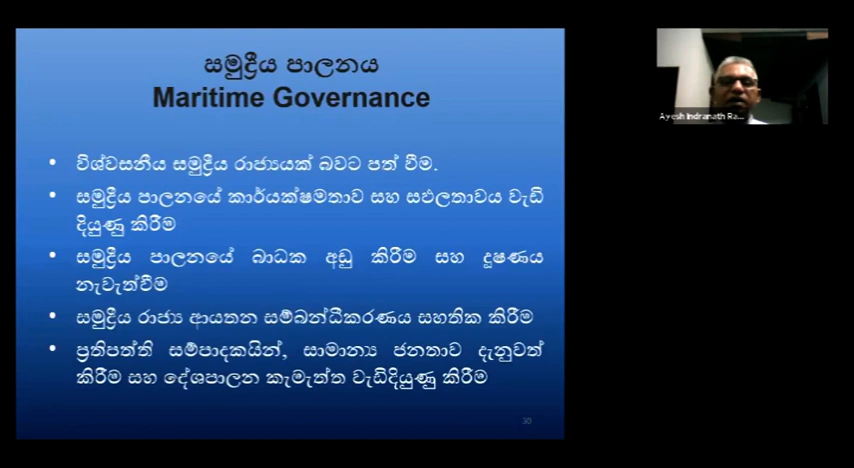 සමුද්‍රීය පාලනය
Maritime Governance
• විශ්වසනීය සමුද්‍රීය රාජ්‍යයක් බවට පත් වීම.
• සමුද්‍රීය පාලනයේ කාර්යක්ෂමතාව සහ සඵලතාවය වැඩි
දියුණු කිරීම
• සමුද්‍රීය පාලනයේ බාධක අඩු කිරීම සහ දූෂණය
නැවැත්වීම
• සමුද්‍රීය රාජ්‍ය ආයතන සම්බන්ධීකරණය සහතික කිරීම
• ප්‍රතිපත්ති සම්පාදකයින්, සාමාන්‍ය ජනතාව දැනුවත්
කිරීම සහ දේශපාලන කැමැත්ත වැඩිදියුණු කිරීම
30
Ayesh Indranath Ra...